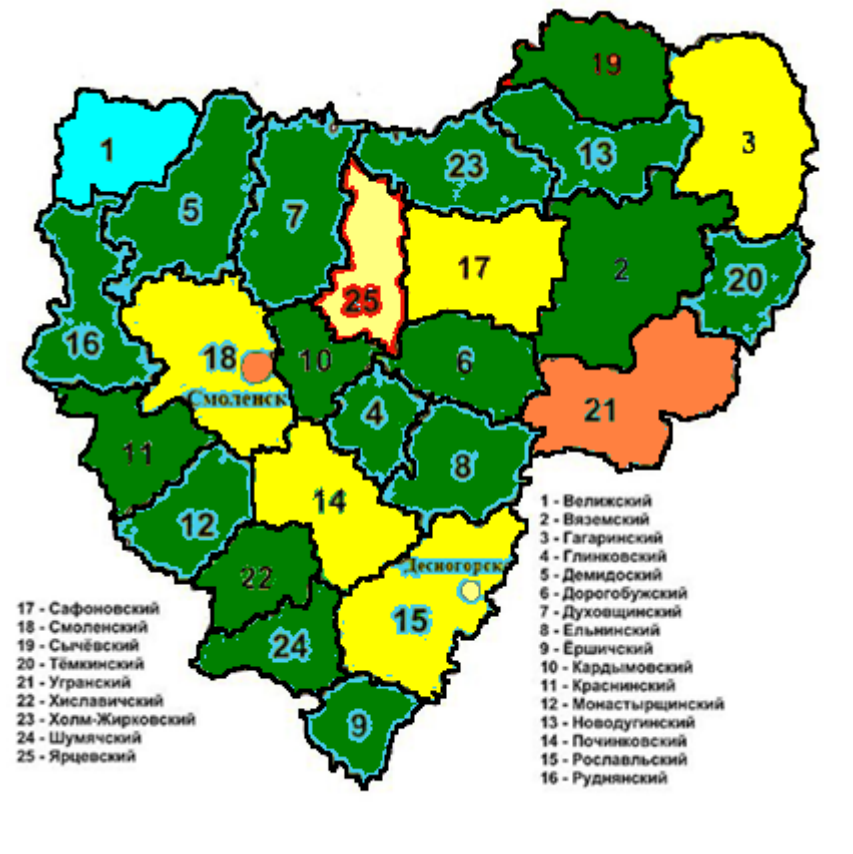 19
1
3
13
23
5
7
2
17
20
25
16
18
10
6
Смоленск
4
21
11
8
14
12
Десногорск
22
15
24
9
1 - Велижский
2 - Вяземский
3 - Гагаринский
4 - Глинковский
5 - Демидоский
6 - Дорогобужский
7 - Духовщинский
8 - Ельнинский
9 - Ёршичский
10 - Кардымовский
11 - Краснинский
12 - Монастырщинский
13 - Новодугинский
14 - Починковский
15 - Рославльский
16 - Руднянский
17 - Сафоновский
18 - Смоленский
19 - Сычёвский
20 - Тёмкинский
21 - Угранский
22 - Хиславичский
23 - Холм-Жирковский
24 - Шумячский
25 - Ярцевский